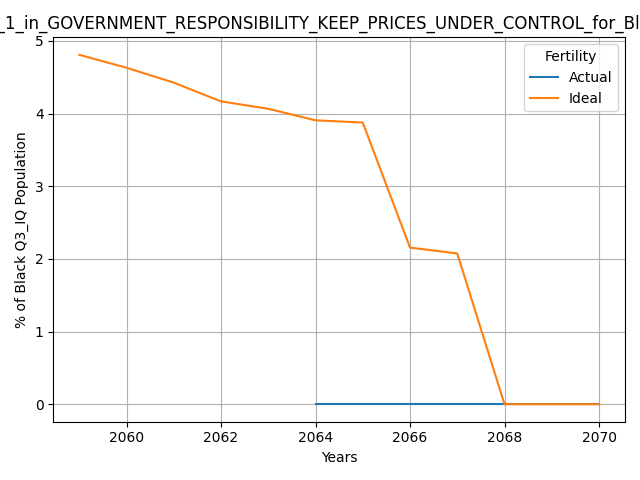 _1_in_GOVERNMENT_RESPONSIBILITY_KEEP_PRICES_UNDER_CONTROL_for_Bl
Fertility
Actual
Ideal
5
4
3
2
1
0
% of Black Q3_IQ Population
2060 2062 2064 2066 2068 2070
Years